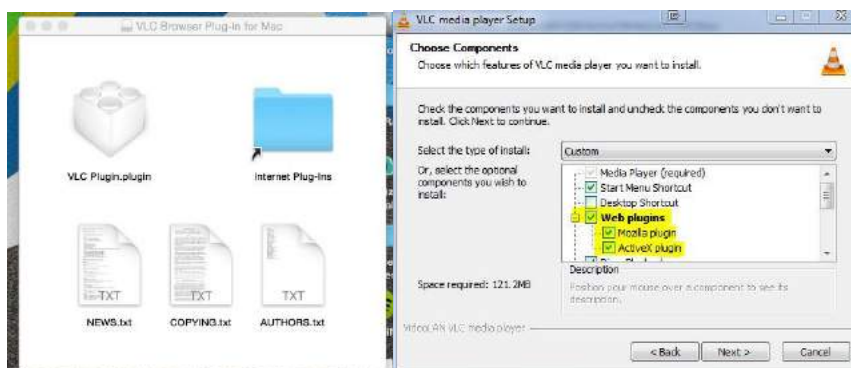 VLC Browser Plug-In for Mac
VLC Plugin.plugin
Internet Plug-Ins
TXT
TXT
TXT
NEWS.txt
COPYING.txt
AUTHORS.txt
VLC media player Setup
Choose Components
Choose which features of VLC media player you want to install.
Check the components you want to install and uncheck the components you don't want to
install. Click Next to continue.
Select the type of install:
Custom
Or, select the optional
components you wish to
install:
Media Player (required)
Start Menu Shortcut
Desktop Shortcut
Web plugins
Mozilla plugin
ActiveX plugin
Space required: 121.2MB
Description
Position your mouse over a component to see its
description.
VideoLAN VLC media player
< Back
Next >
Cancel